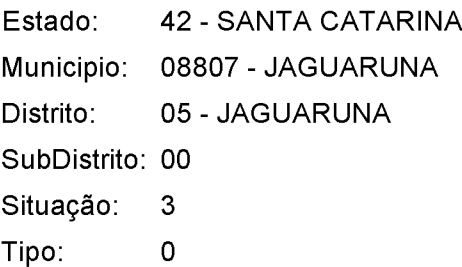 Estado: 42 - SANTA CATARINA
Municipio: 08807 - JAGUARUNA
Distrito: 05 - JAGUARUNA
SubDistrito: 00
Situação: 3
Tipo: 0